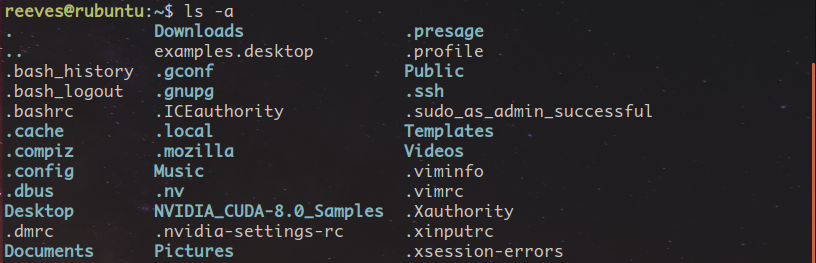 reeves@rubuntu:~$ ls -a
. Downloads .presage
.. examples.desktop .profile
.bash_history .gconf Public
.bash_logout .gnupg .ssh
.bashrc .ICEauthority .sudo_as_admin_successful
.cache .local Templates
.compiz .mozilla Videos
.config Music .viminfo
.dbus .nv .vimrc
Desktop NVIDIA_CUDA-8.0_Samples .Xauthority
.dmrc .nvidia-settings-rc .xinputrc
Documents Pictures .xsession-errors